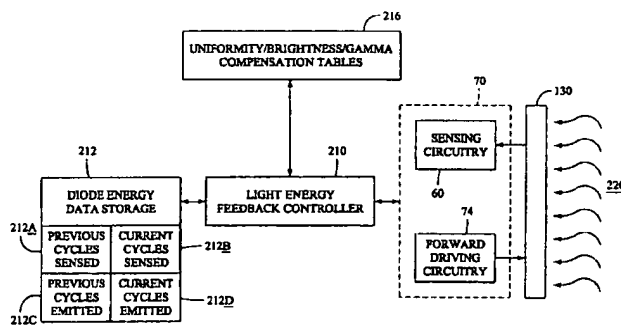 216
UNIFORMITY/BRIGHTNESS/GAMMA
COMPENSATION TABLES
70
130
212
210
SENSING
CIRCUITRY
DIODE ENERGY
DATA STORAGE
LIGHT ENERGY
FEEDBACK CONTROLLER
60
220
74
212A
PREVIOUS
CYCLES
SENSED
CURRENT
CYCLES
SENSED
212B
FORWARD
DRIVING
CIRCUITRY
212C
PREVIOUS
CYCLES
EMITTED
CURRENT
CYCLES
EMITTED
212D